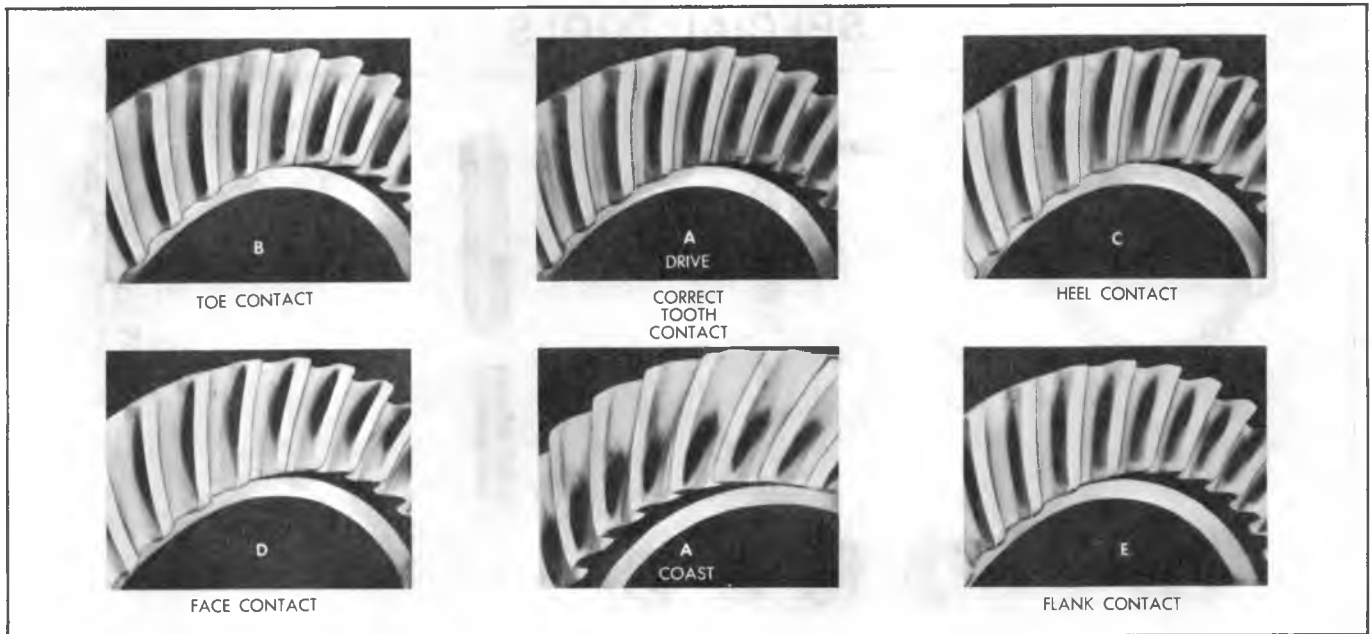 B
TOE CONTACT
A
DRIVE
CORRECT
TOOTH
CONTACT
C
HEEL CONTACT
D
FACE CONTACT
A
COAST
E
FLANK CONTACT